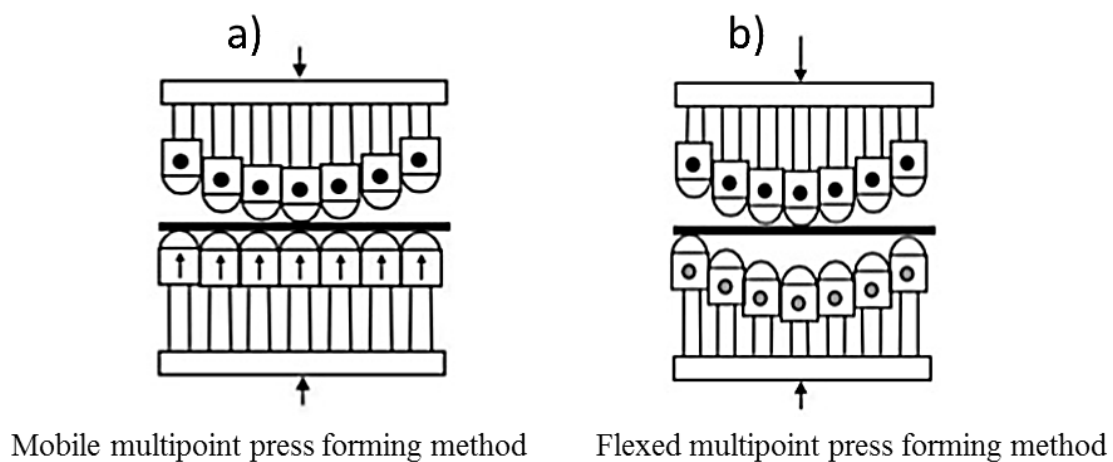 a)
b)
Mobile multipoint press forming method
Flexed multipoint press forming method